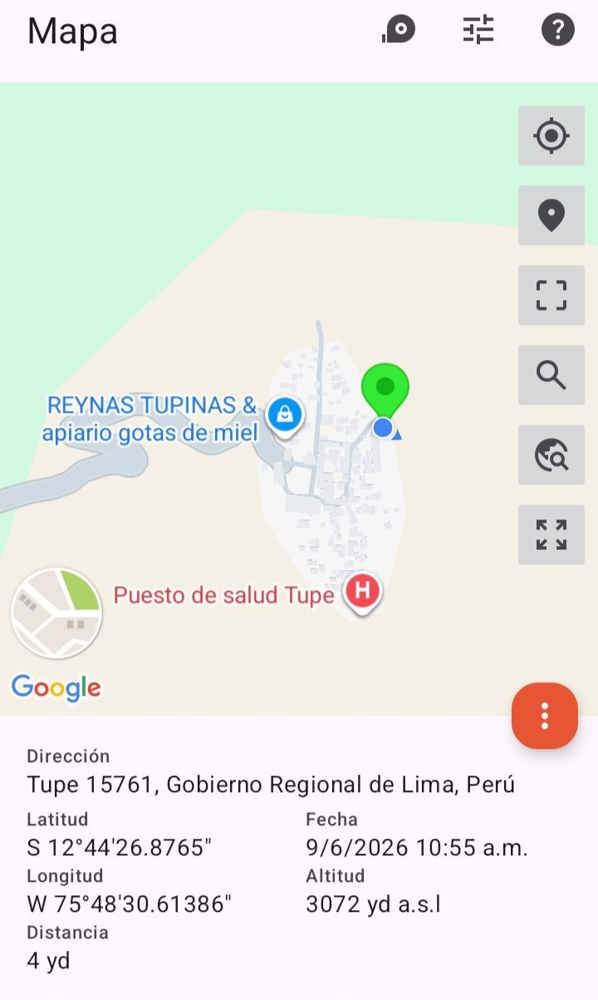 Mapa
REYNAS TUPINAS &
apiario gotas de miel
Puesto de salud Tupe
H
Google
Dirección
Tupe 15761, Gobierno Regional de Lima, Perú
Latitud
S 12°44'26.8765"
Fecha
9/6/2026 10:55 a.m.
Longitud
W 75°48'30.61386"
Altitud
3072 yd a.s.l
Distancia
4 yd